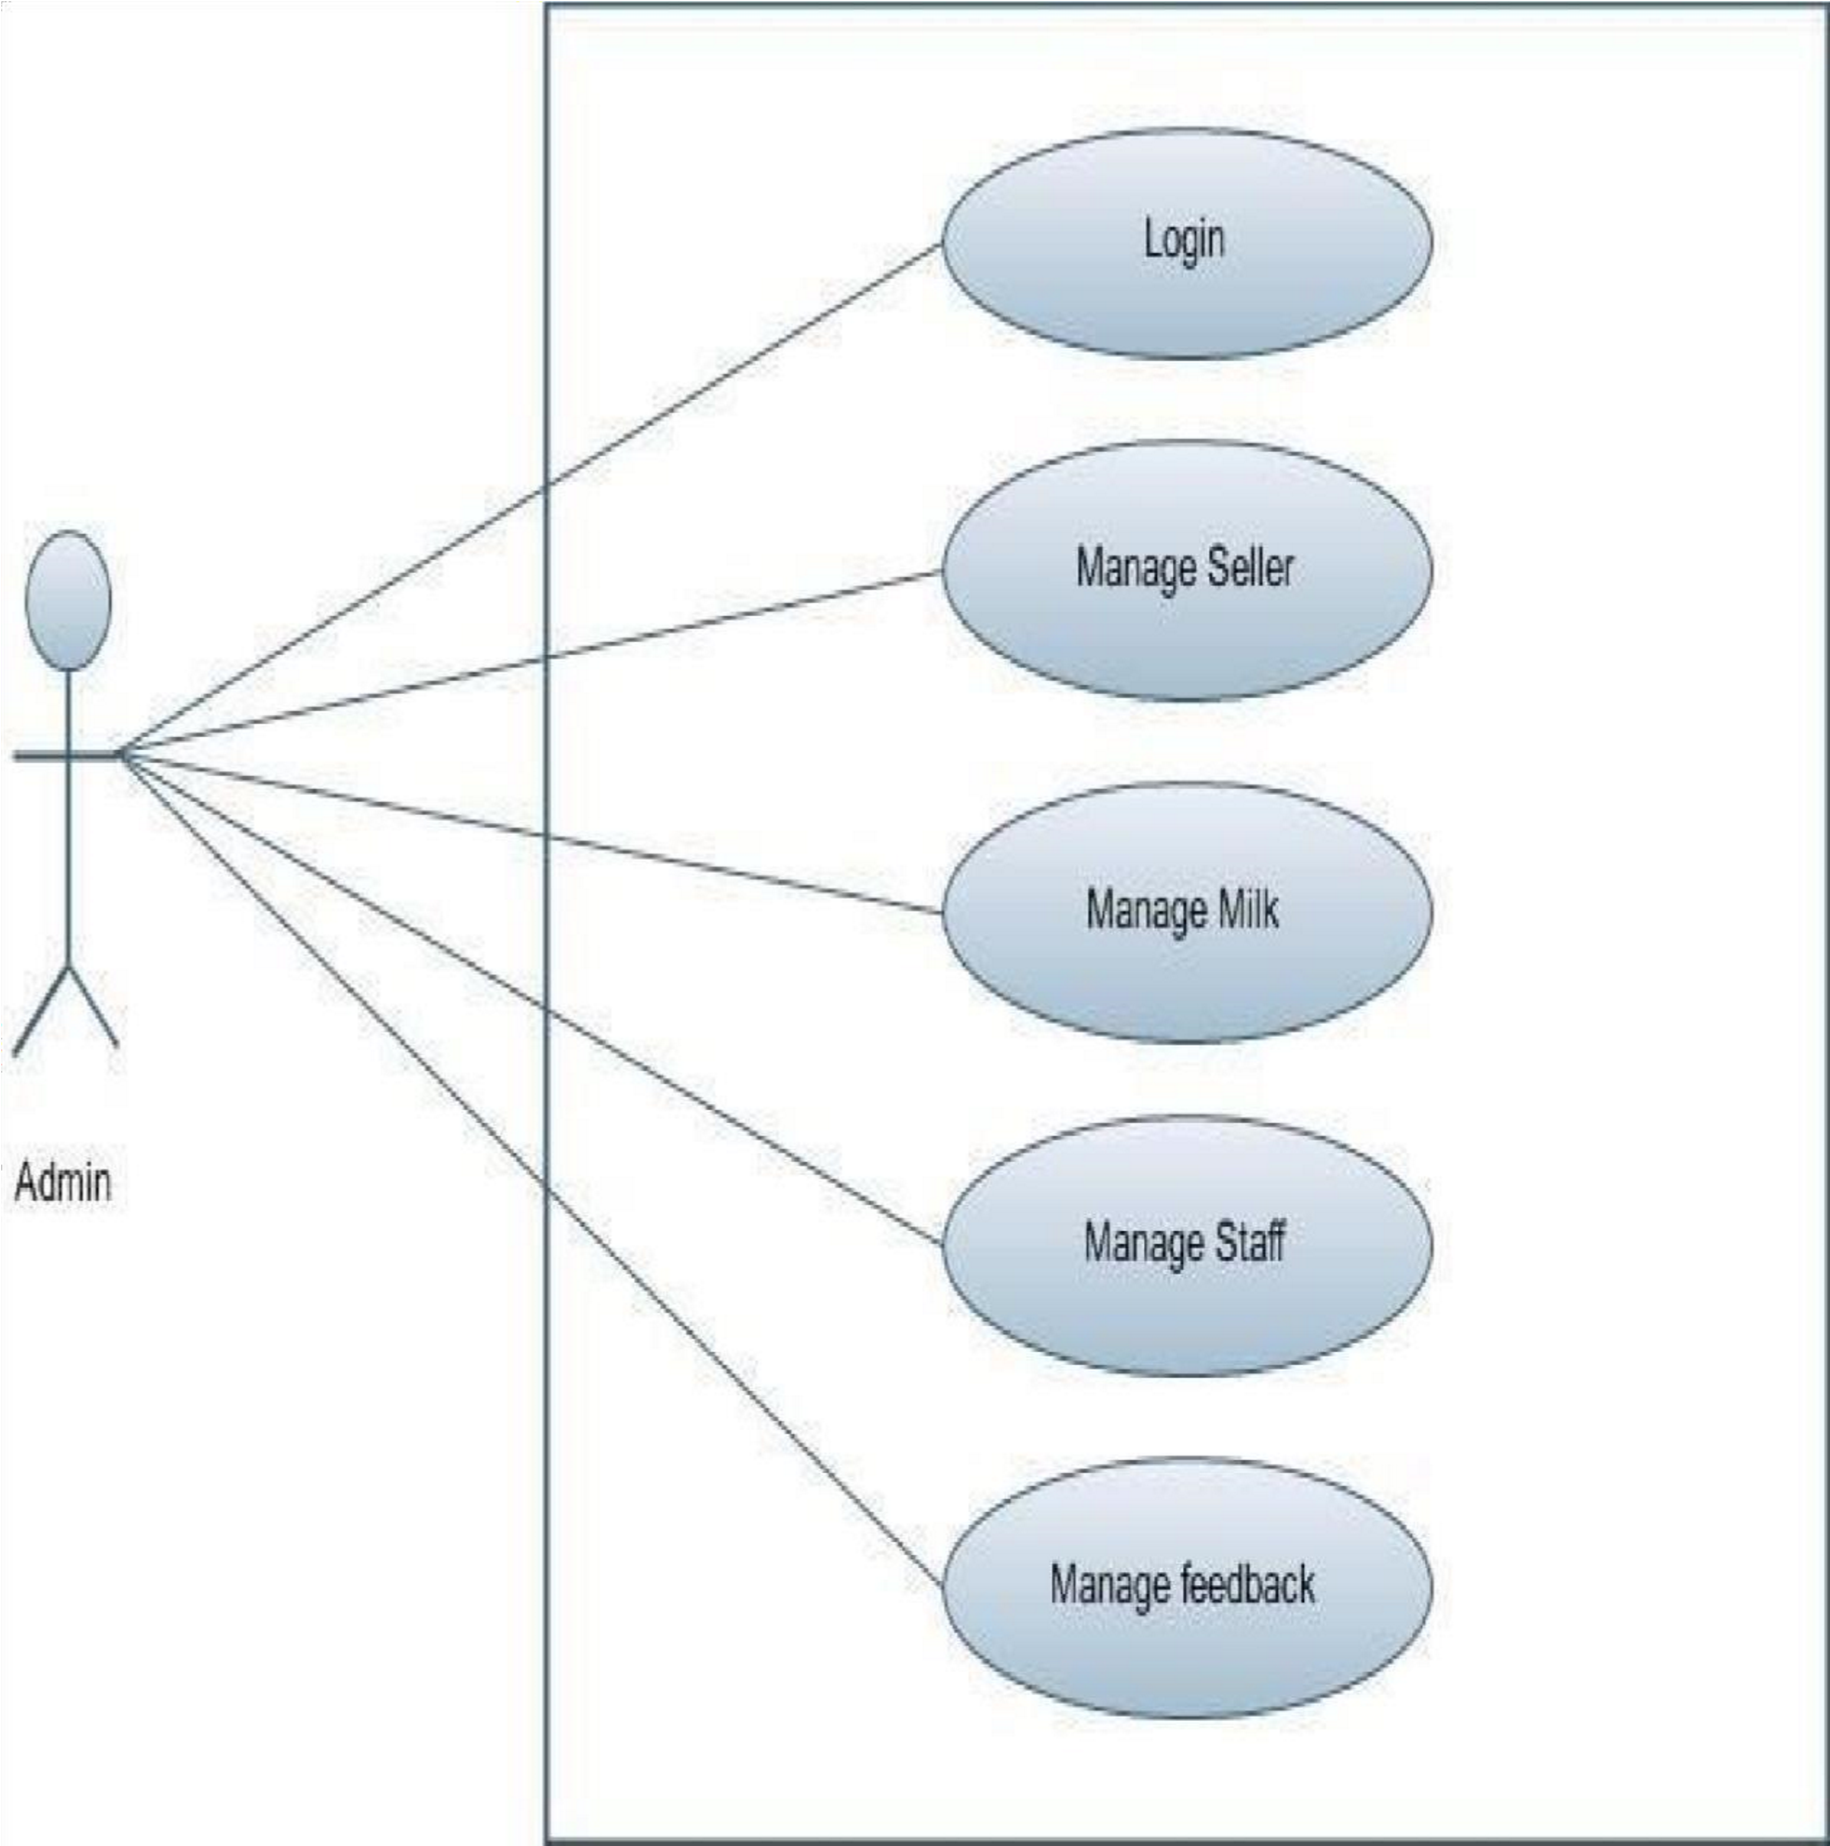 Login
Manage Seller
Manage Milk
Admin
Manage Staff
Manage feedback